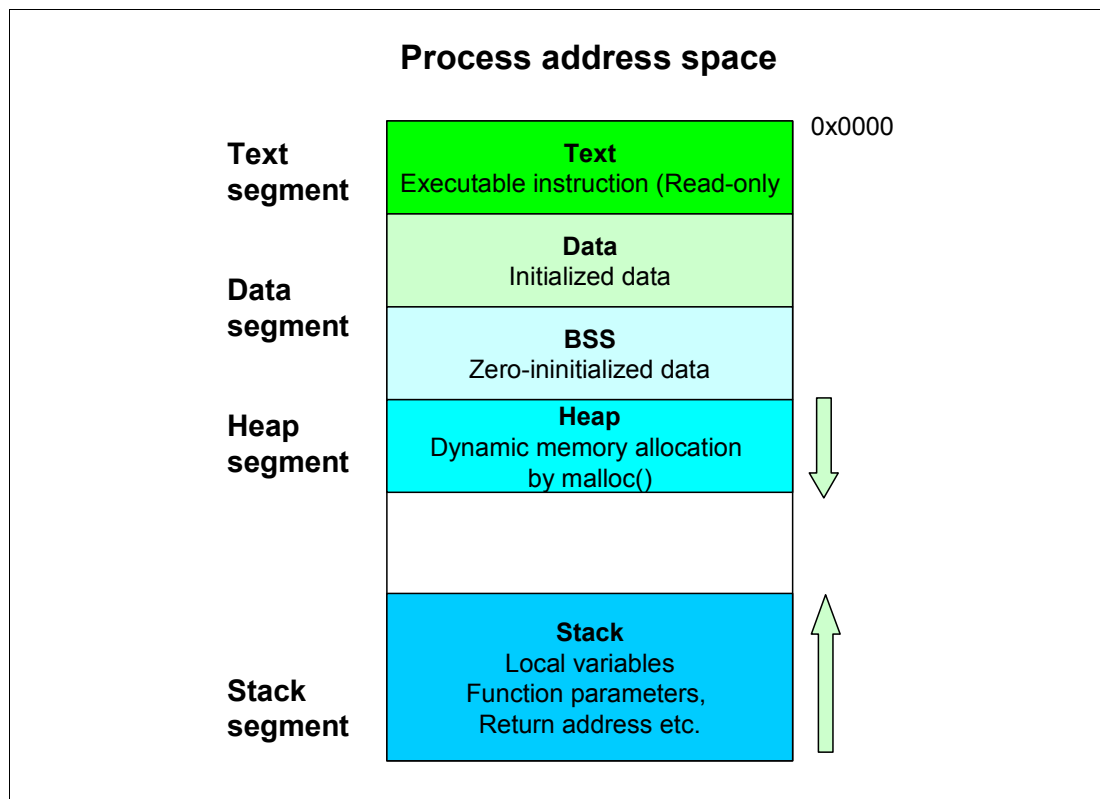 Process address space
0x0000
Text
segment
Text
Executable instruction (Read-only
Data
segment
Data
Initialized data
BSS
Zero-ininitialized data
Heap
segment
Heap
Dynamic memory allocation
by malloc()
Stack
segment
Stack
Local variables
Function parameters,
Return address etc.